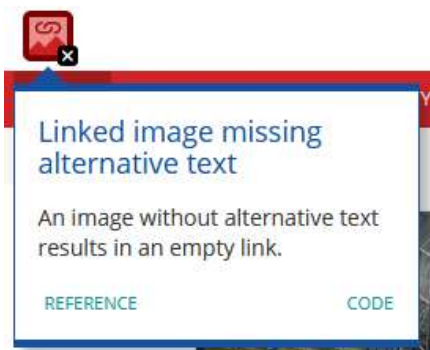 Linked image missing
alternative text
An image without alternative text
results in an empty link.
REFERENCE CODE